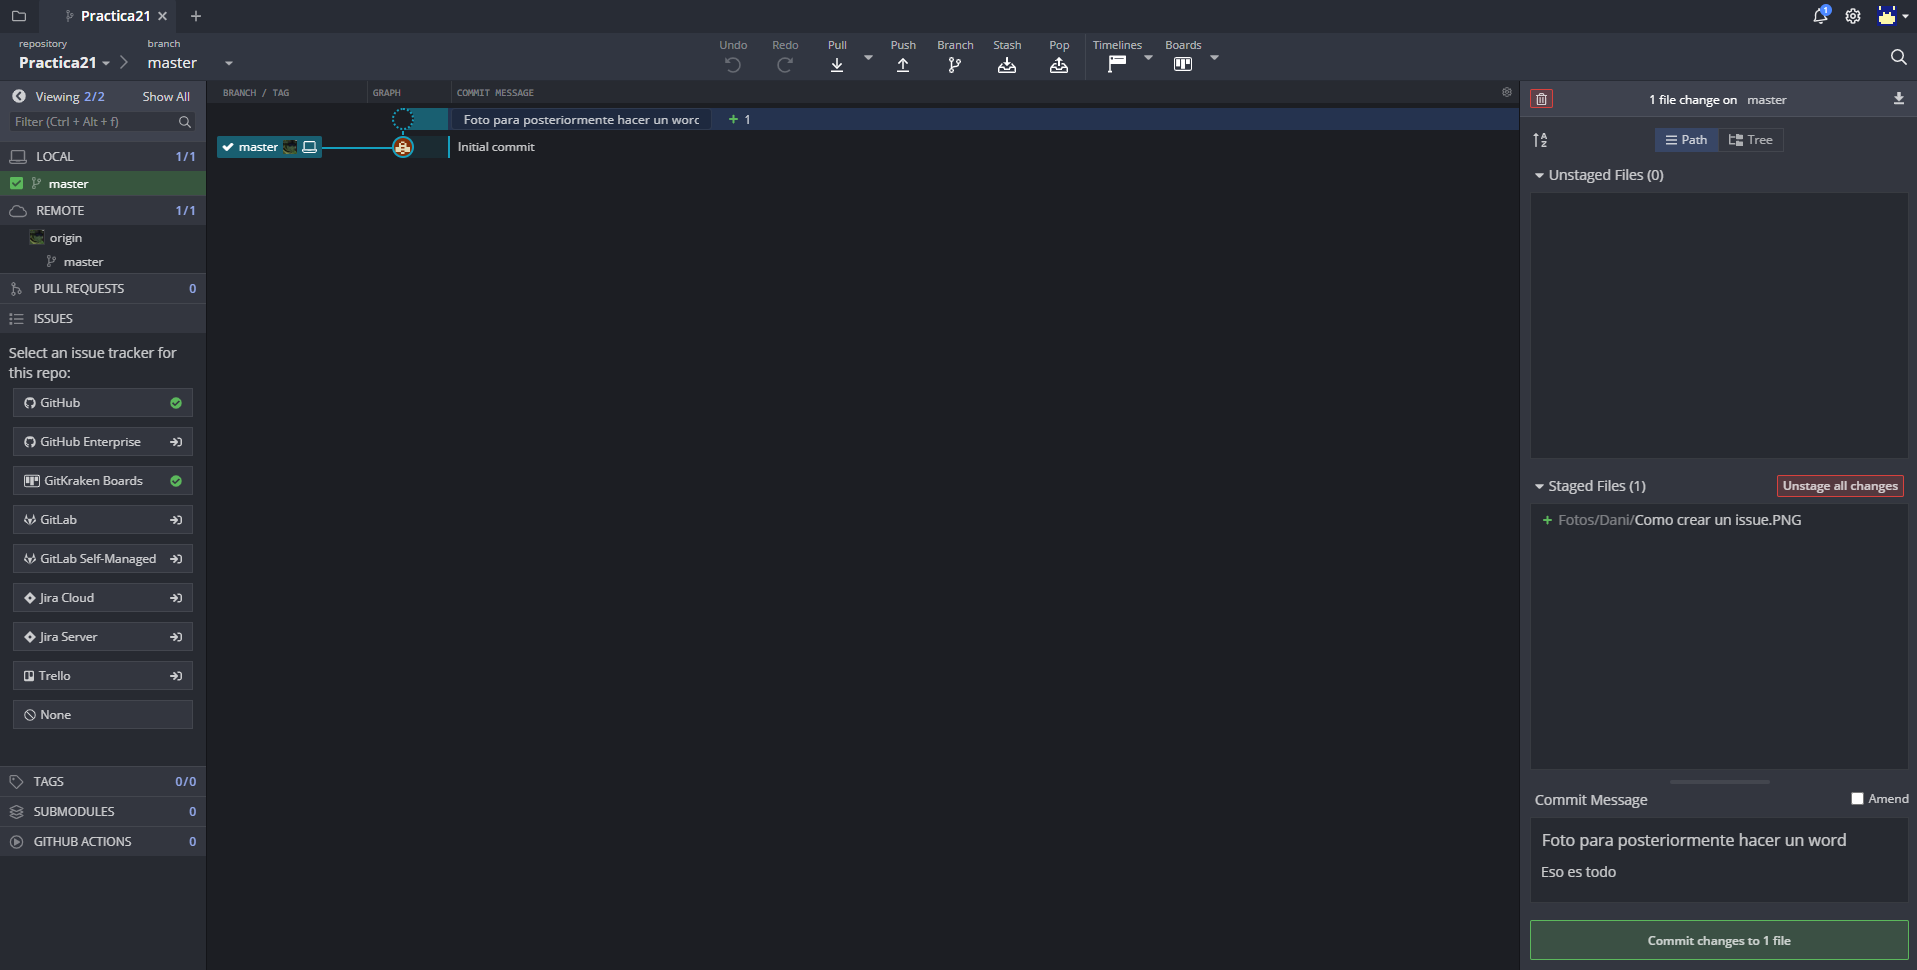 Practica21
1
repository
branch
Practica21
master
Undo
Redo
Pull
Push
Branch
Stash
Pop
Timelines
Boards
Viewing 2/2
Show All
Filter (Ctrl + Alt + f)
LOCAL
1/1
master
REMOTE
1/1
origin
master
PULL REQUESTS
0
ISSUES
Select an issue tracker for
this repo:
GitHub
GitHub Enterprise
GitKraken Boards
GitLab
GitLab Self-Managed
Jira Cloud
Jira Server
Trello
None
TAGS
0/0
SUBMODULES
0
GITHUB ACTIONS
0
BRANCH / TAG
GRAPH
COMMIT MESSAGE
Foto para posteriormente hacer un word
+ 1
master
Initial commit
1 file change on master
A
Z
Path
Tree
Unstaged Files (0)
Staged Files (1)
Unstage all changes
+ Fotos/Dani/Como crear un issue.PNG
Commit Message
Amend
Foto para posteriormente hacer un word
Eso es todo
Commit changes to 1 file